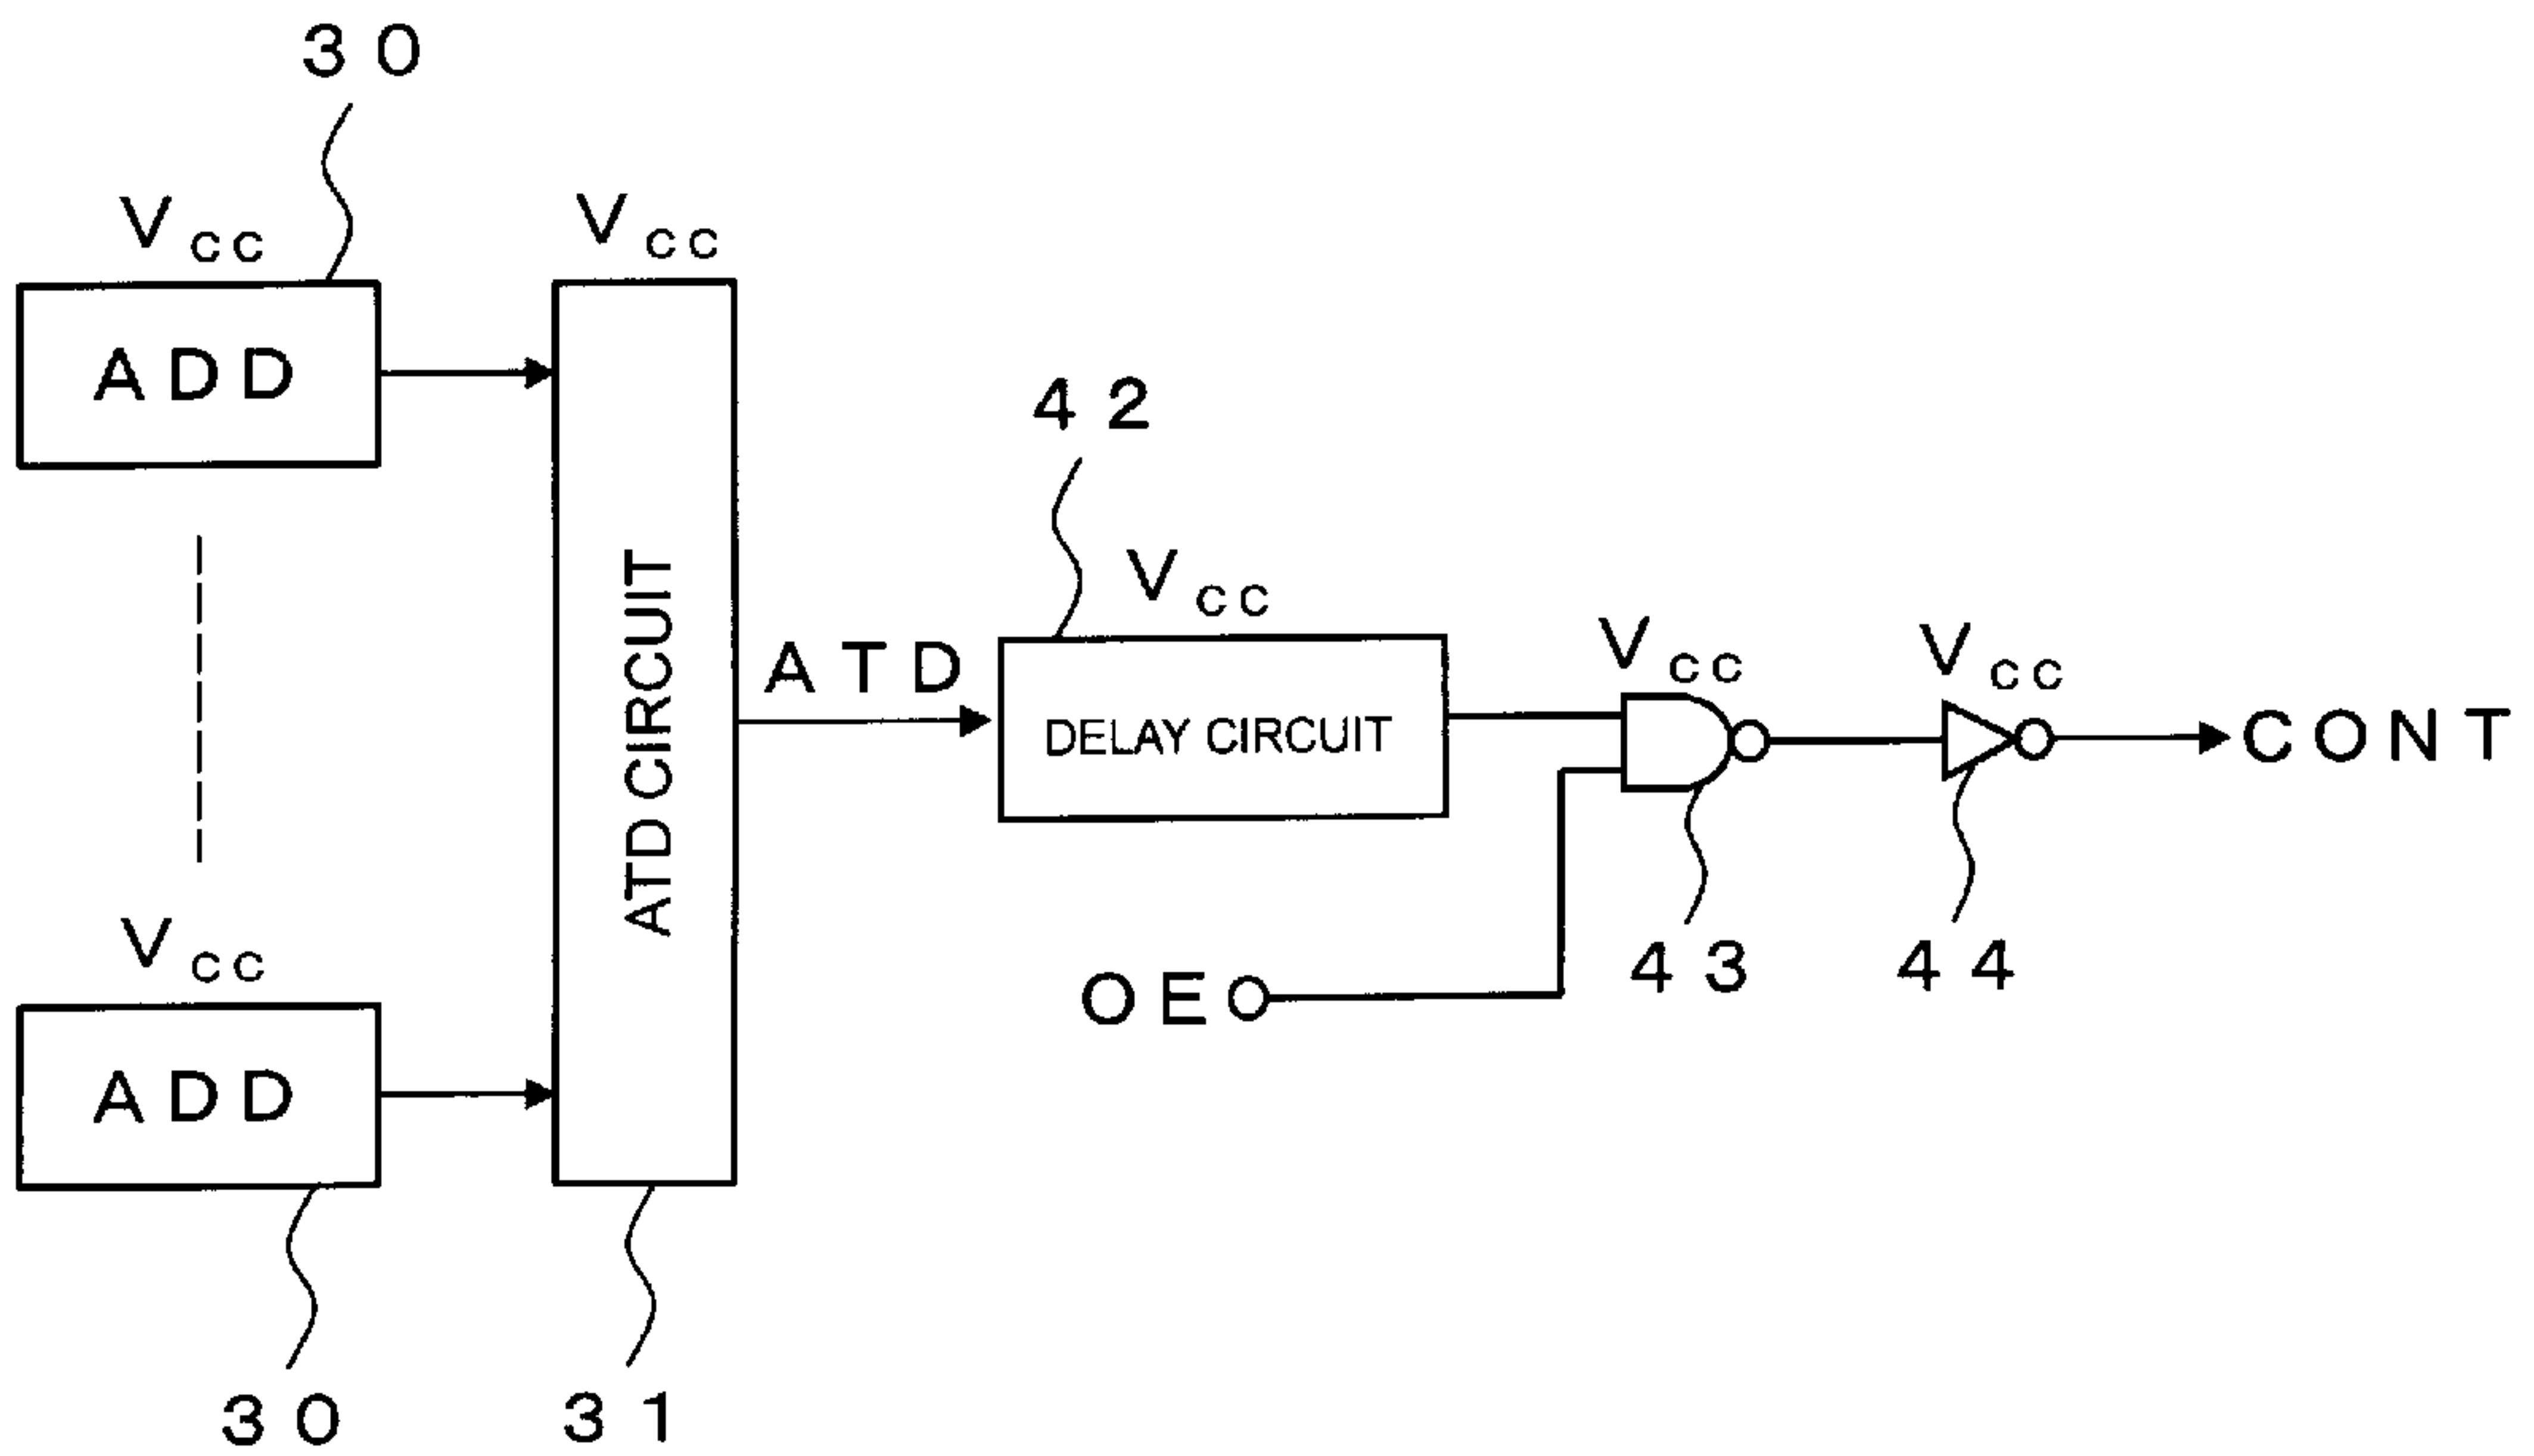 30
Vcc
Vcc
ADD
42
Vcc
ATD CIRCUIT
ATD
DELAY CIRCUIT
Vcc
Vcc
CONT
OE
43
44
Vcc
ADD
30
31